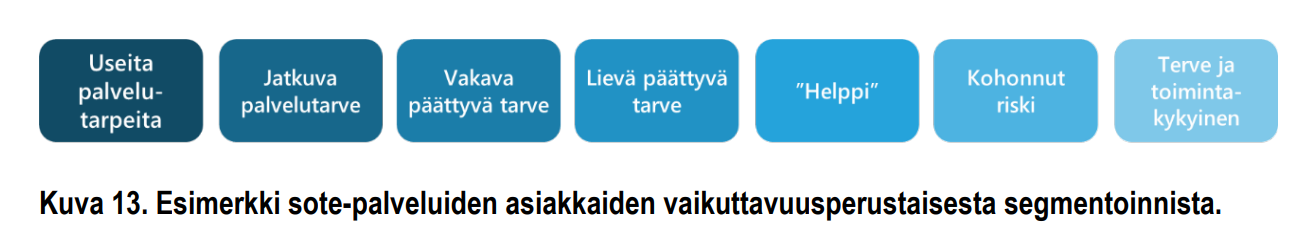 Useita
palvelu-
tarpeita
Jatkuva
palvelutarve
Vakava
päättyvä tarve
Lievä päättyvä
tarve
”Helppi”
Kohonnut
riski
Terve ja
toiminta-
kykyinen
Kuva 13. Esimerkki sote-palveluiden asiakkaiden vaikuttavuusperustaisesta segmentoinnista.